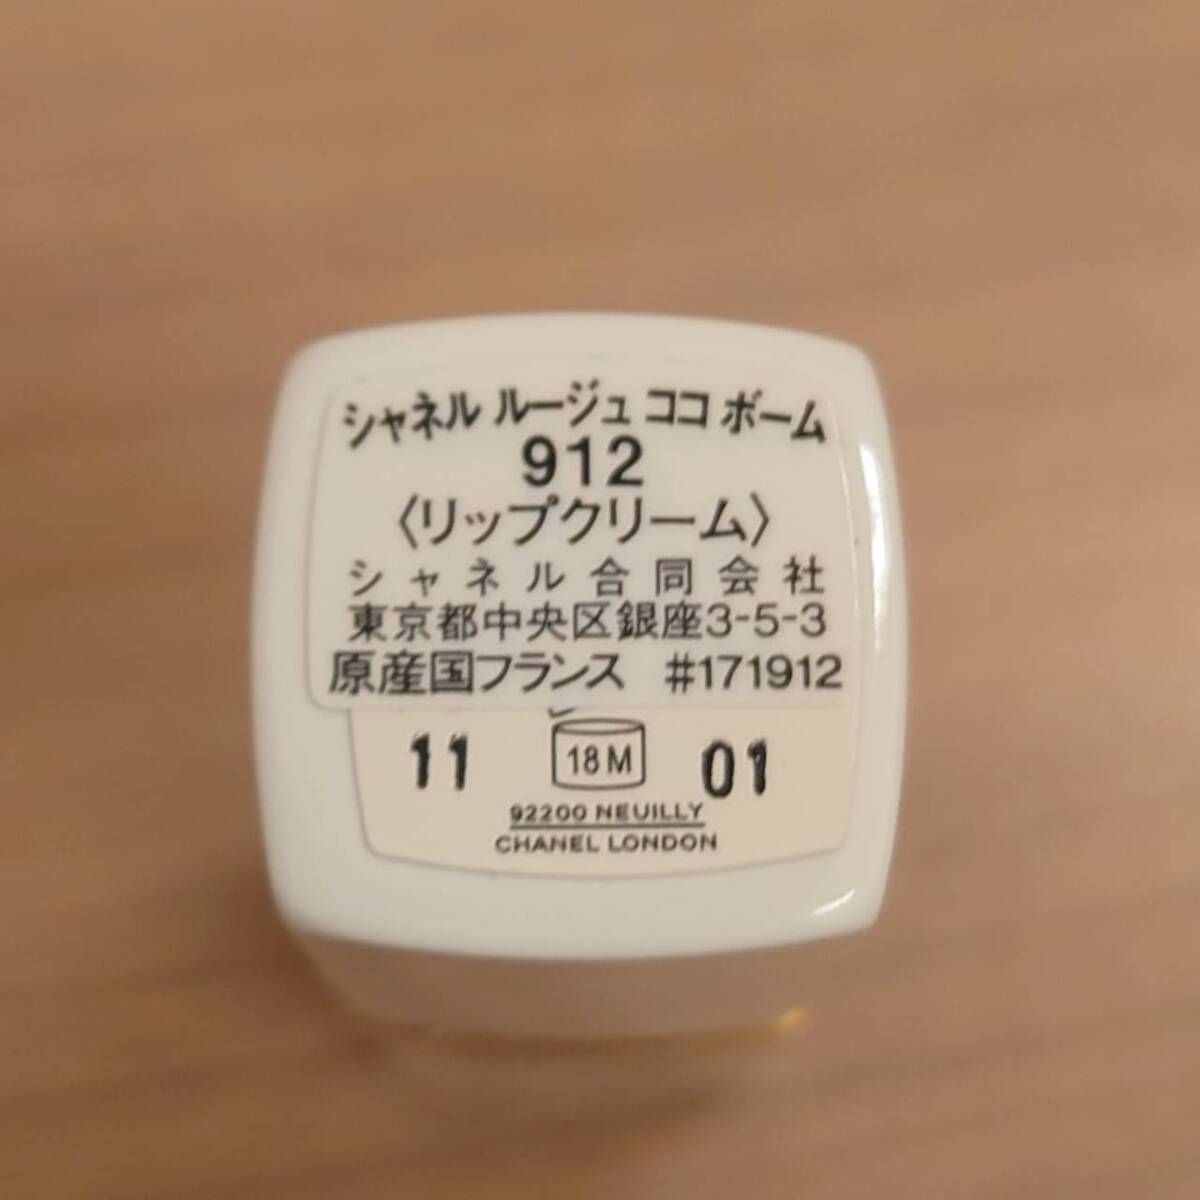 シャネル ルージュ ココ ボーム
912
〈リップクリーム〉
シャネル合同会社
東京都中央区銀座3-5-3
原産国フランス #171912
11 18M 01
92200 NEUILLY
CHANEL LONDON